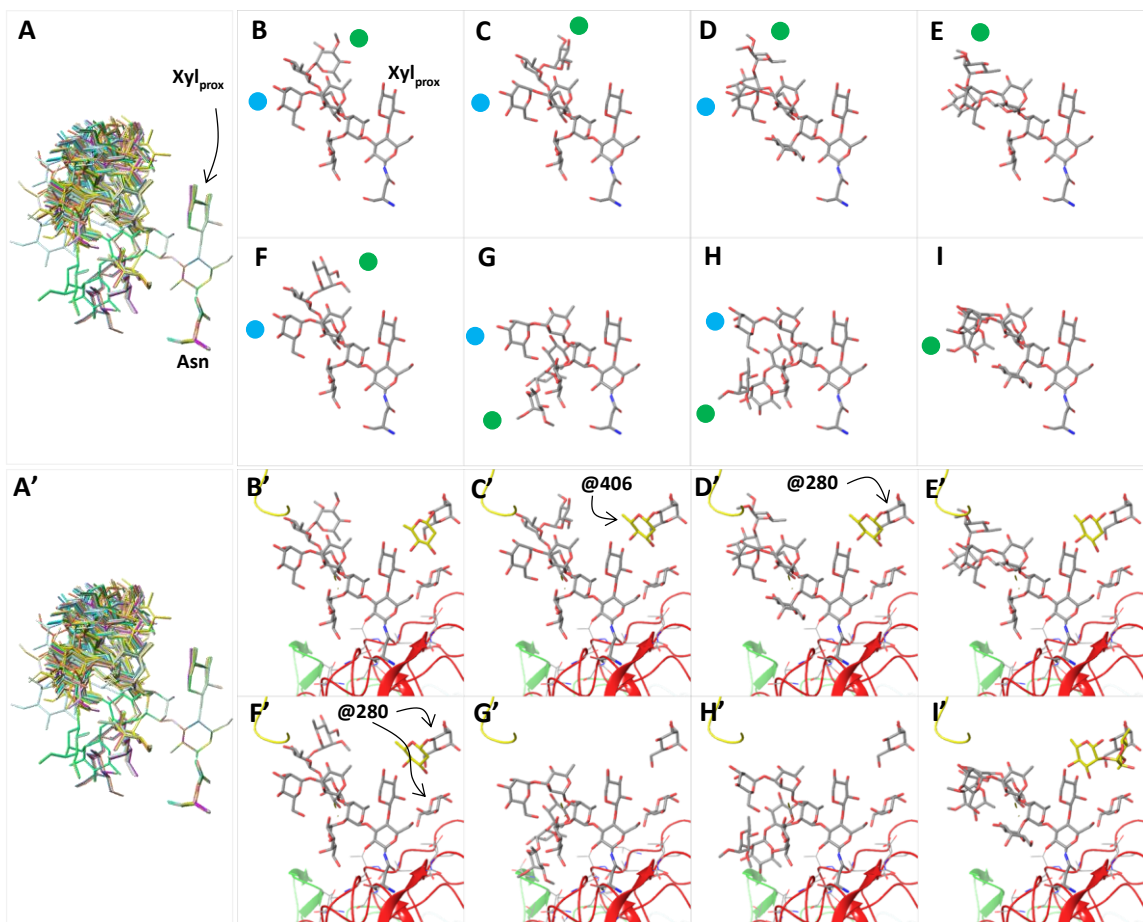 A
B
C
D
E
Xylprox
Xylprox
F
G
H
I
Asn
A'
B'
C'
@406
D'
@280
E'
F'
@280
G'
H'
I'